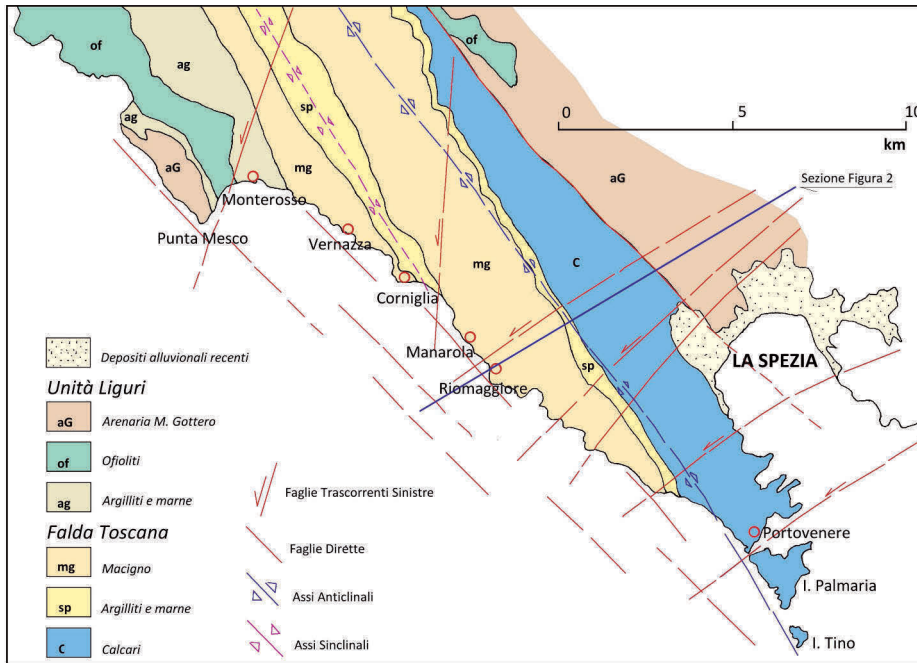 of
ag
of
0
5
10
km
ag
sp
aG
aG
Sezione Figura 2
mg
Monterosso
Punta Mesco
Vernazza
mg
C
Corniglia
Manarola
Riomaggiore
sp
LA SPEZIA
Portovenere
I. Palmaria
I. Tino
Depositi alluvionali recenti
Unità Liguri
aG Arenaria M. Gottero
of Ofioliti
ag Argilliti e marne
Falda Toscana
mg Macigno
sp Argilliti e marne
C Calcari
Faglie Trascorrenti Sinistre
Faglie Dirette
Assi Anticlinali
Assi Sinclinali